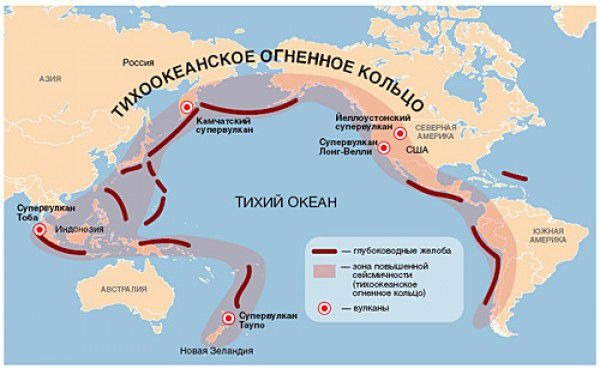 ТИХООКЕАНСКОЕ ОГНЕННОЕ КОЛЬЦО
Россия
АЗИЯ
Камчатский
супервулкан
Йеллоустонский
супервулкан
СЕВЕРНАЯ
АМЕРИКА
Супервулкан
Лонг-Велли
США
ТИХИЙ ОКЕАН
Супервулкан
Тоба
Индонозия
ЮЖНАЯ
АМЕРИКА
АВСТРАЛИЯ
Супервулкан
Таупо
Новая Зеландия
— глубоководные желоба
— зона повышенной
сейсмичности
(тихоокеанское
огненное кольцо)
— вулканы